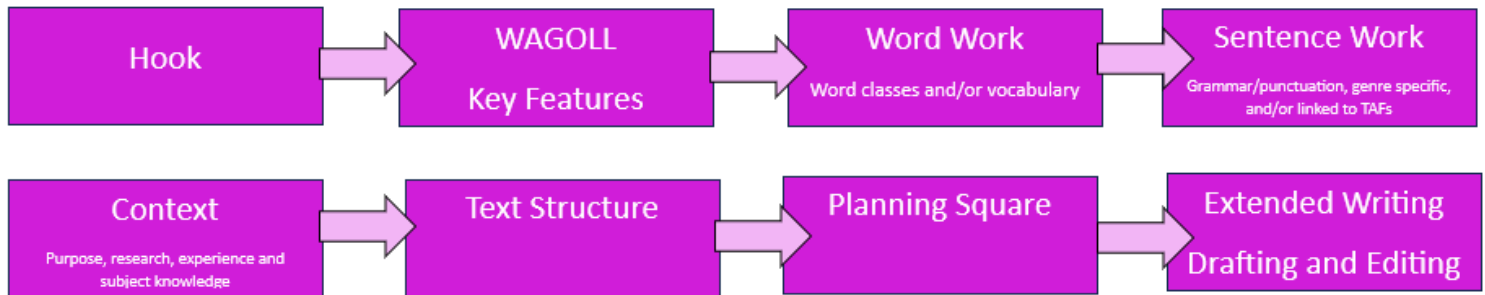 Hook
WAGOLL
Key Features
Word Work
Word classes and/or vocabulary
Sentence Work
Grammar/punctuation, genre specific,
and/or linked to TAFs
Context
Purpose, research, experience and
subject knowledge
Text Structure
Planning Square
Extended Writing
Drafting and Editing